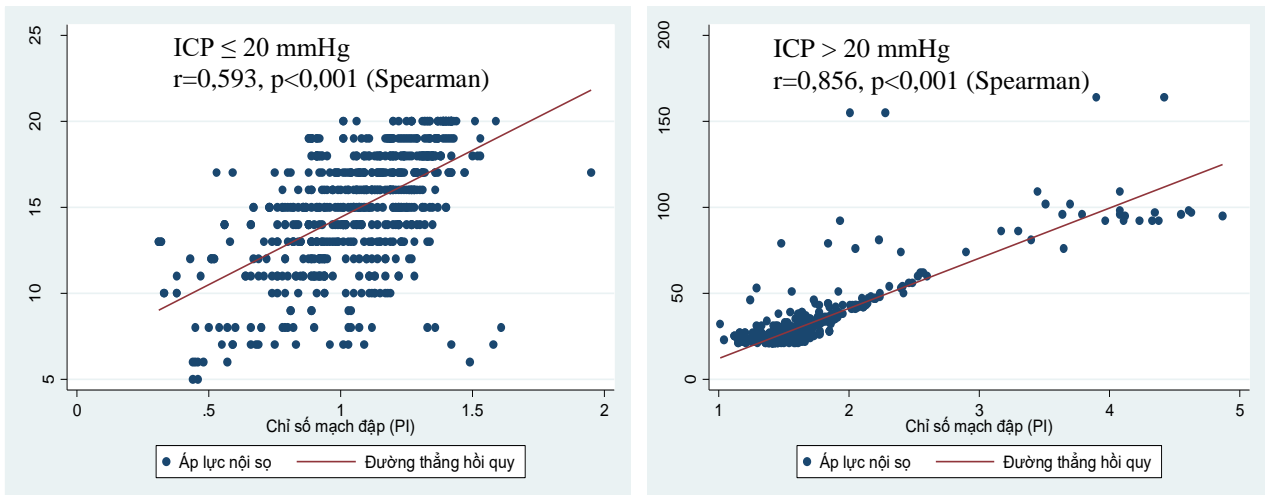 ICP ≤ 20 mmHg
r=0,593, p<0,001 (Spearman)
25
20
15
10
5
0
.5
1
1.5
2
Chỉ số mạch đập (PI)
Áp lực nội sọ
Đường thẳng hồi quy
ICP > 20 mmHg
r=0,856, p<0,001 (Spearman)
200
150
100
50
0
1
2
3
4
5
Chỉ số mạch đập (PI)
Áp lực nội sọ
Đường thẳng hồi quy